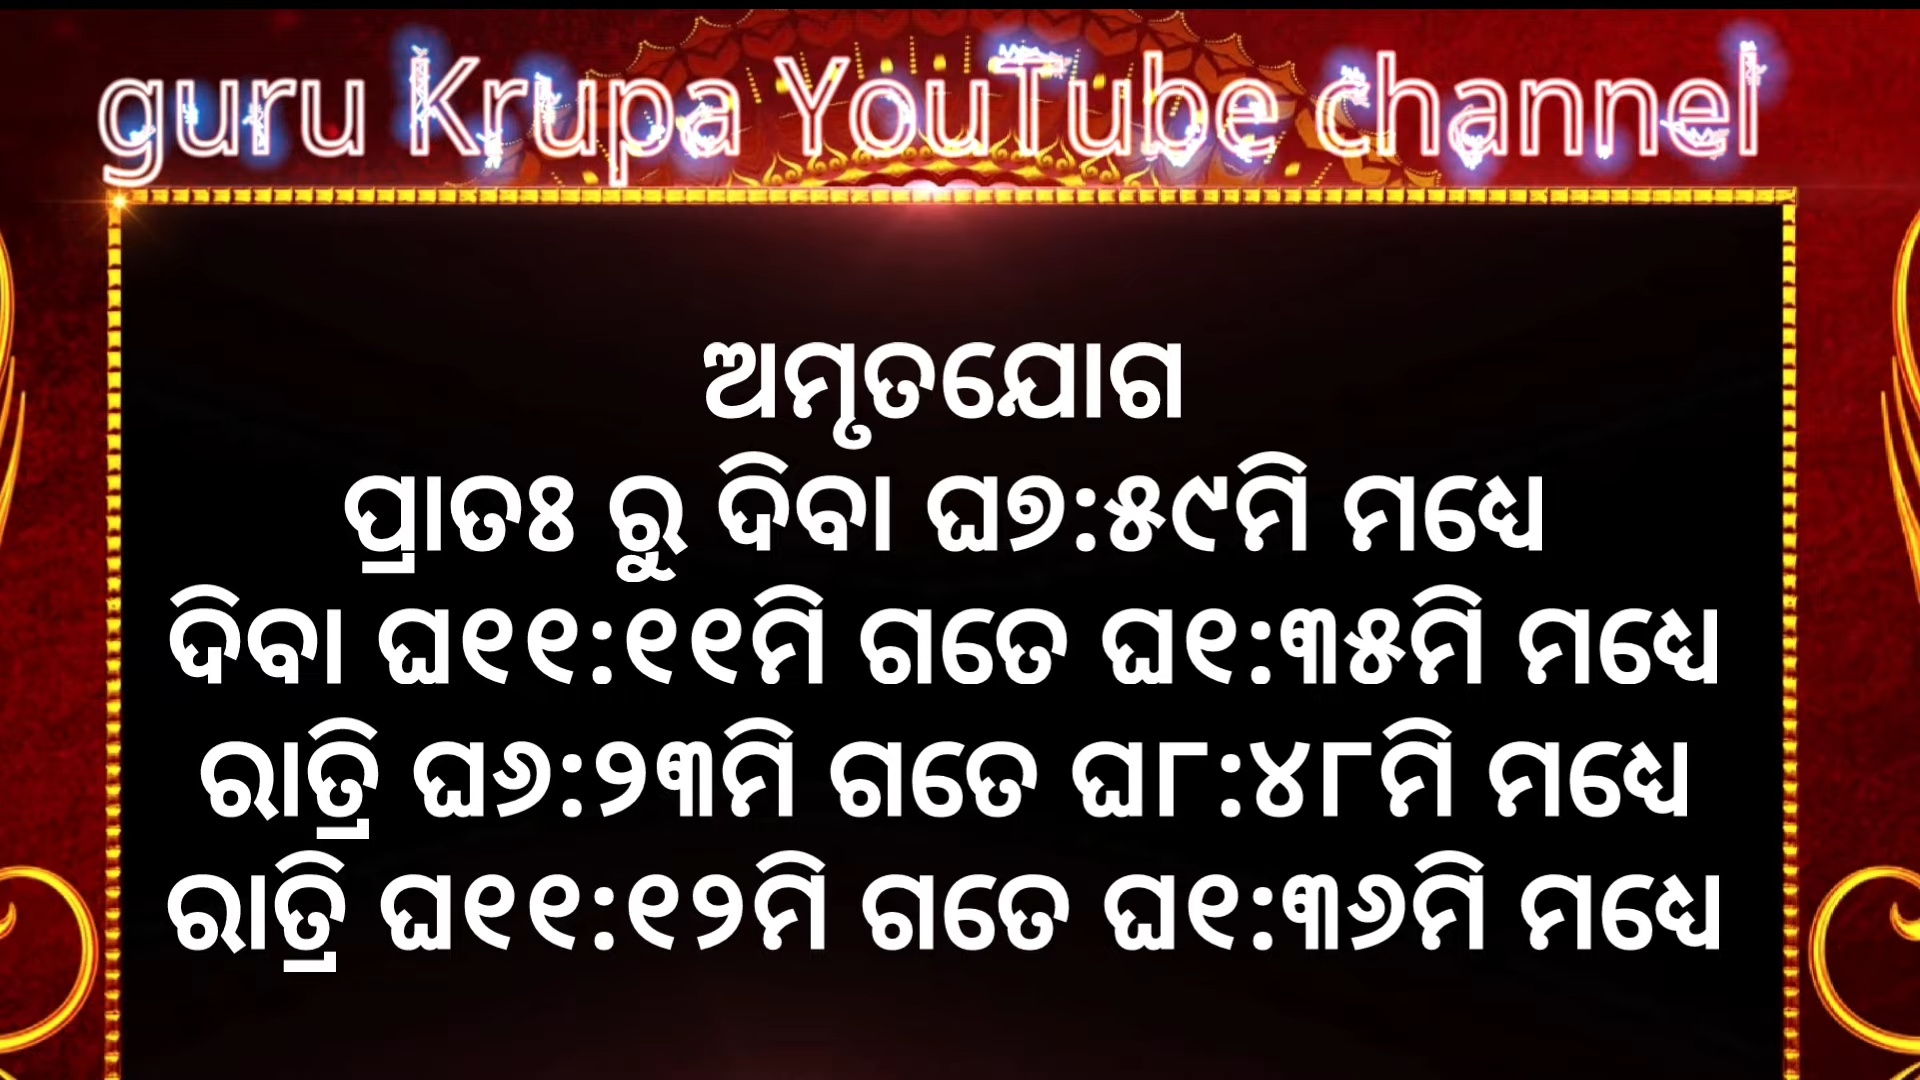 guru Krupa YouTube channel
ଅମୃତଯୋଗ
ପ୍ରାତଃ ରୁ ଦିବା ଘ୭:୫୯ମି ମଧ୍ୟେ
ଦିବା ଘ୧୧:୧୧ମି ଗତେ ଘ୧:୩୫ମି ମଧ୍ୟେ
ରାତ୍ରି ଘ୬:୨୩ମି ଗତେ ଘ୮:୪୮ମି ମଧ୍ୟେ
ରାତ୍ରି ଘ୧୧:୧୨ମି ଗତେ ଘ୧:୩୬ମି ମଧ୍ୟେ